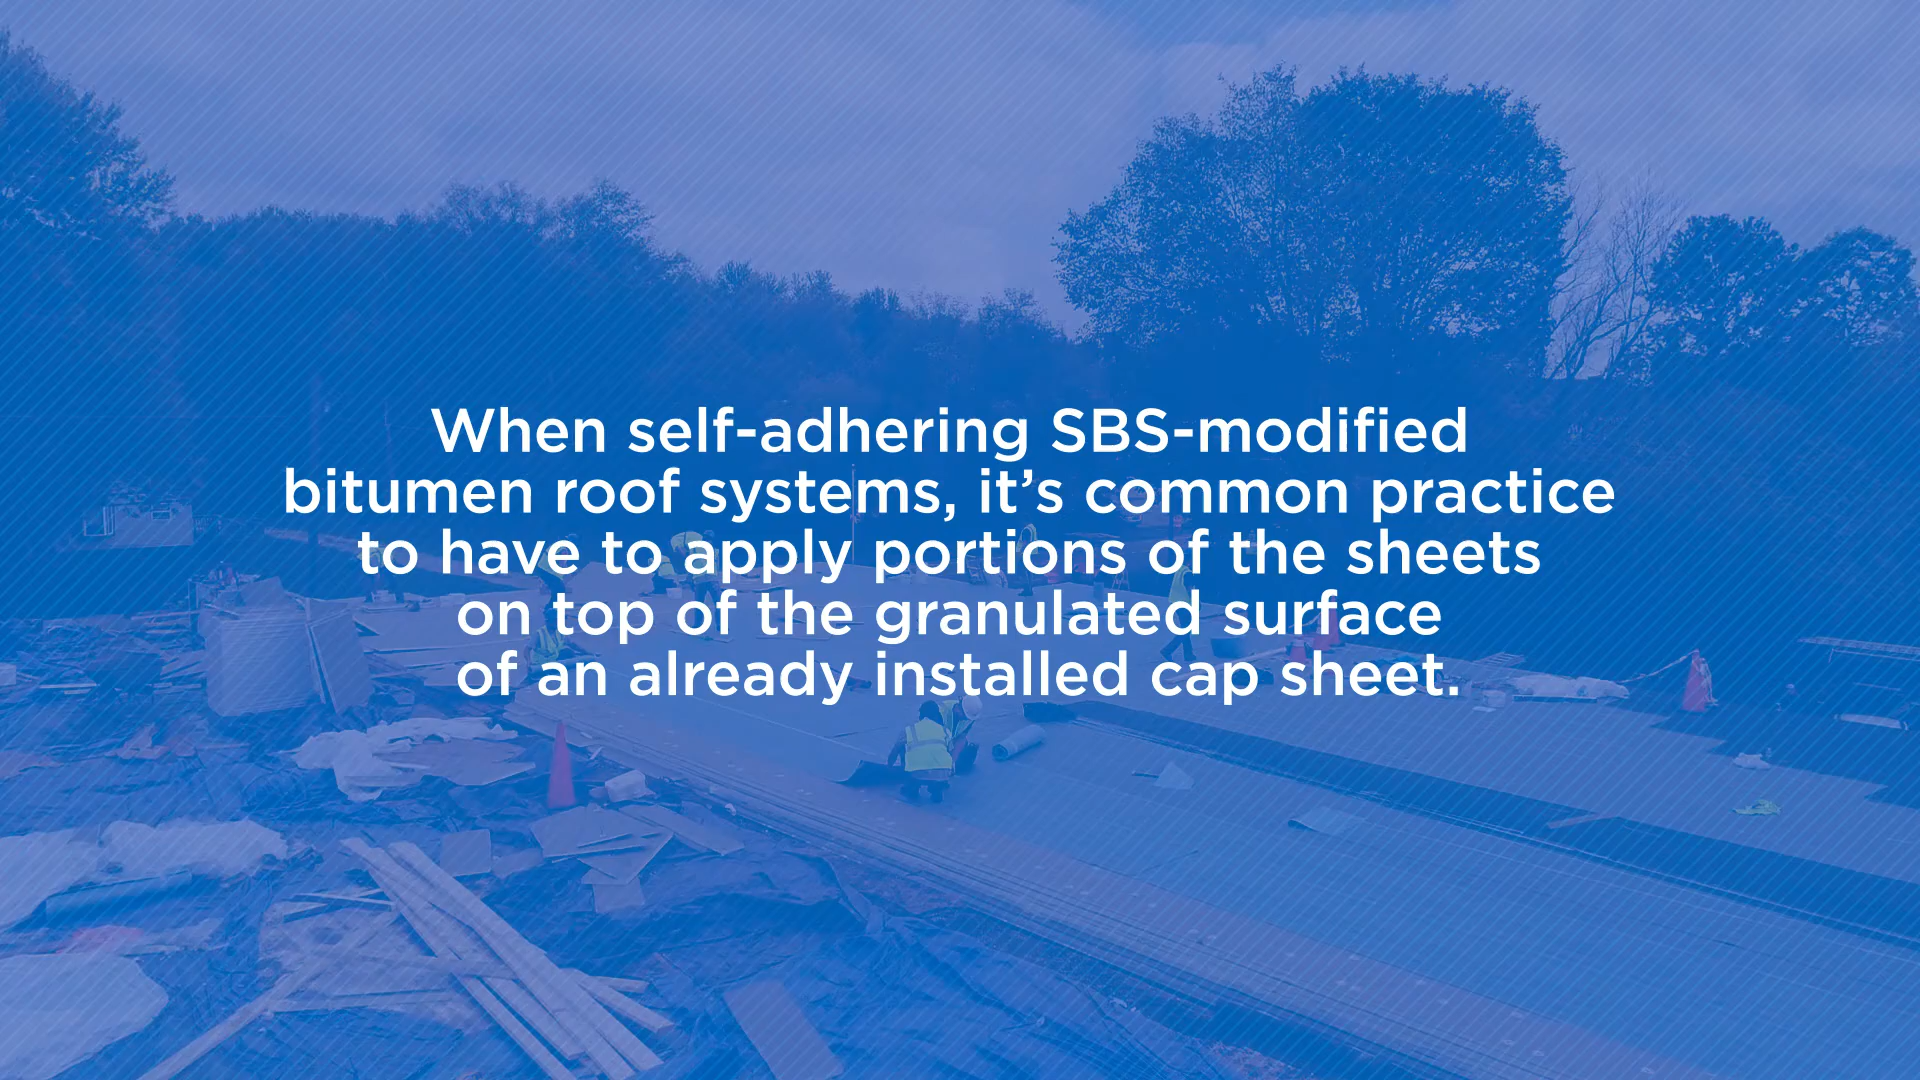 When self-adhering SBS-modified
bitumen roof systems, it’s common practice
to have to apply portions of the sheets
on top of the granulated surface
of an already installed cap sheet.